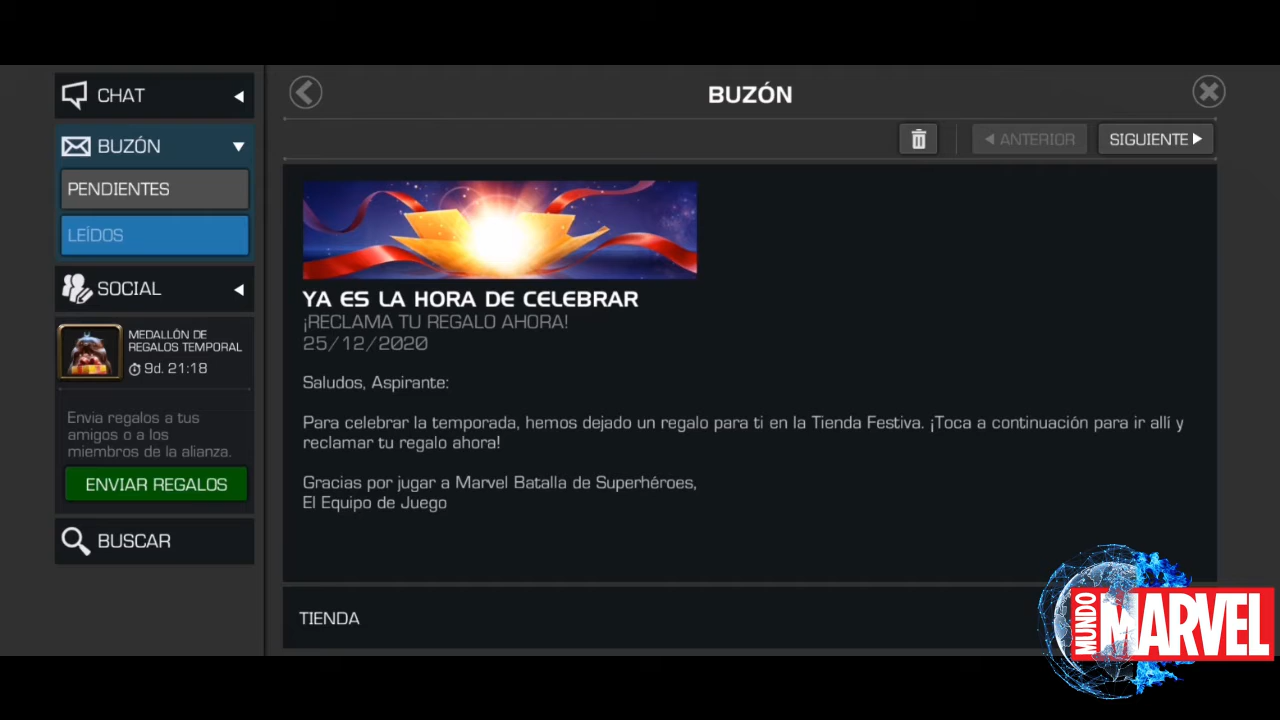 CHAT
BUZÓN
PENDIENTES
LEÍDOS
SOCIAL
MEDALLÓN DE
REGALOS TEMPORAL
9d. 21:18
Envia regalos a tus
amigos o a los
miembros de la alianza.
ENVIAR REGALOS
BUSCAR
BUZÓN
ANTERIOR
SIGUIENTE
YA ES LA HORA DE CELEBRAR
¡RECLAMA TU REGALO AHORA!
25/12/2020
Saludos, Aspirante:
Para celebrar la temporada, hemos dejado un regalo para ti en la Tienda Festiva. ¡Toca a continuación para ir allí y
reclamar tu regalo ahora!
Gracias por jugar a Marvel Batalla de Superhéroes,
El Equipo de Juego
TIENDA
MUNDO
MARVEL